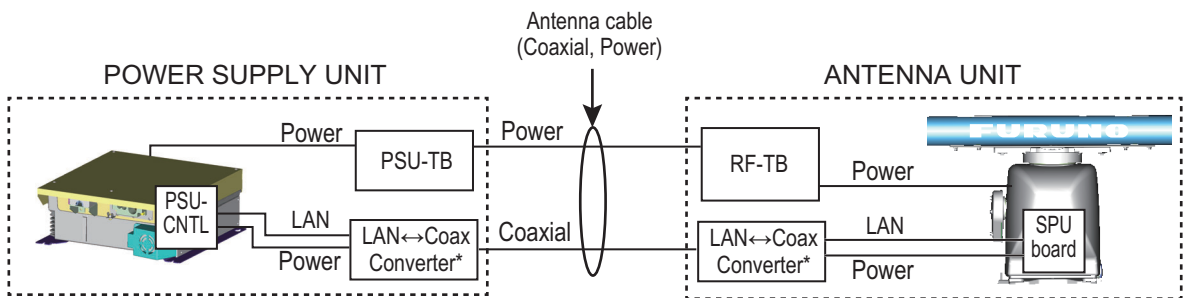 Antenna cable
(Coaxial, Power)
POWER SUPPLY UNIT
ANTENNA UNIT
Power
PSU-TB
Power
RF-TB
Power
FURUNO
PSU-
CNTL
LAN
Power
LAN↔Coax
Converter*
Coaxial
LAN↔Coax
Converter*
LAN
Power
SPU
board